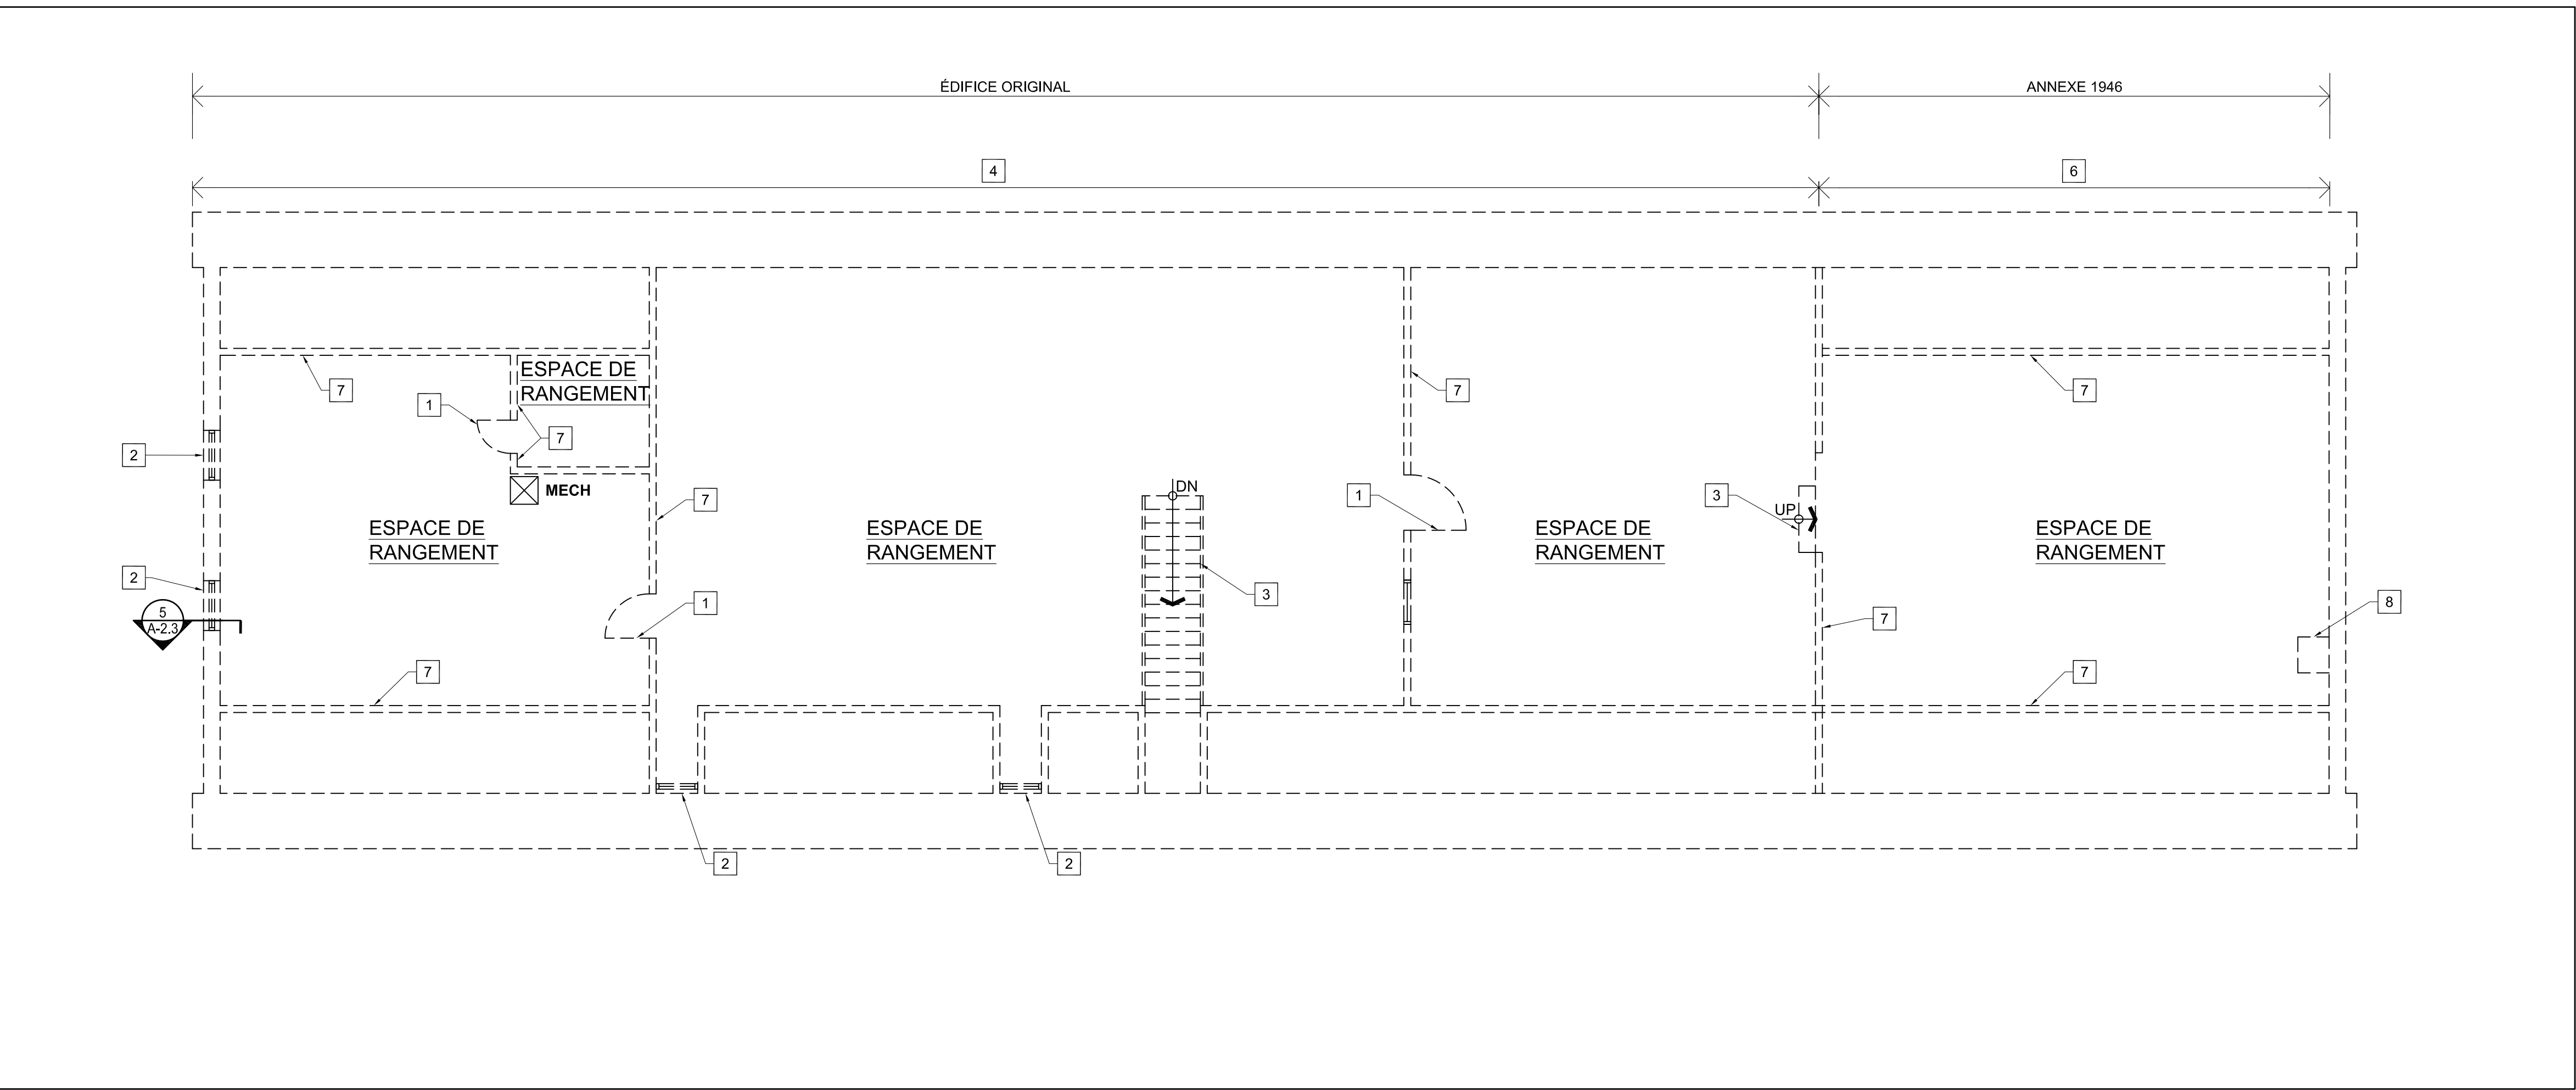 ÉDIFICE ORIGINAL
ANNEXE 1946
4
6
ESPACE DE
RANGEMENT
7
1
7
7
7
2
MECH
7
DN
1
3
UP
ESPACE DE
RANGEMENT
ESPACE DE
RANGEMENT
ESPACE DE
RANGEMENT
ESPACE DE
RANGEMENT
2
5
A-2.3
1
3
7
8
7
7
2
2